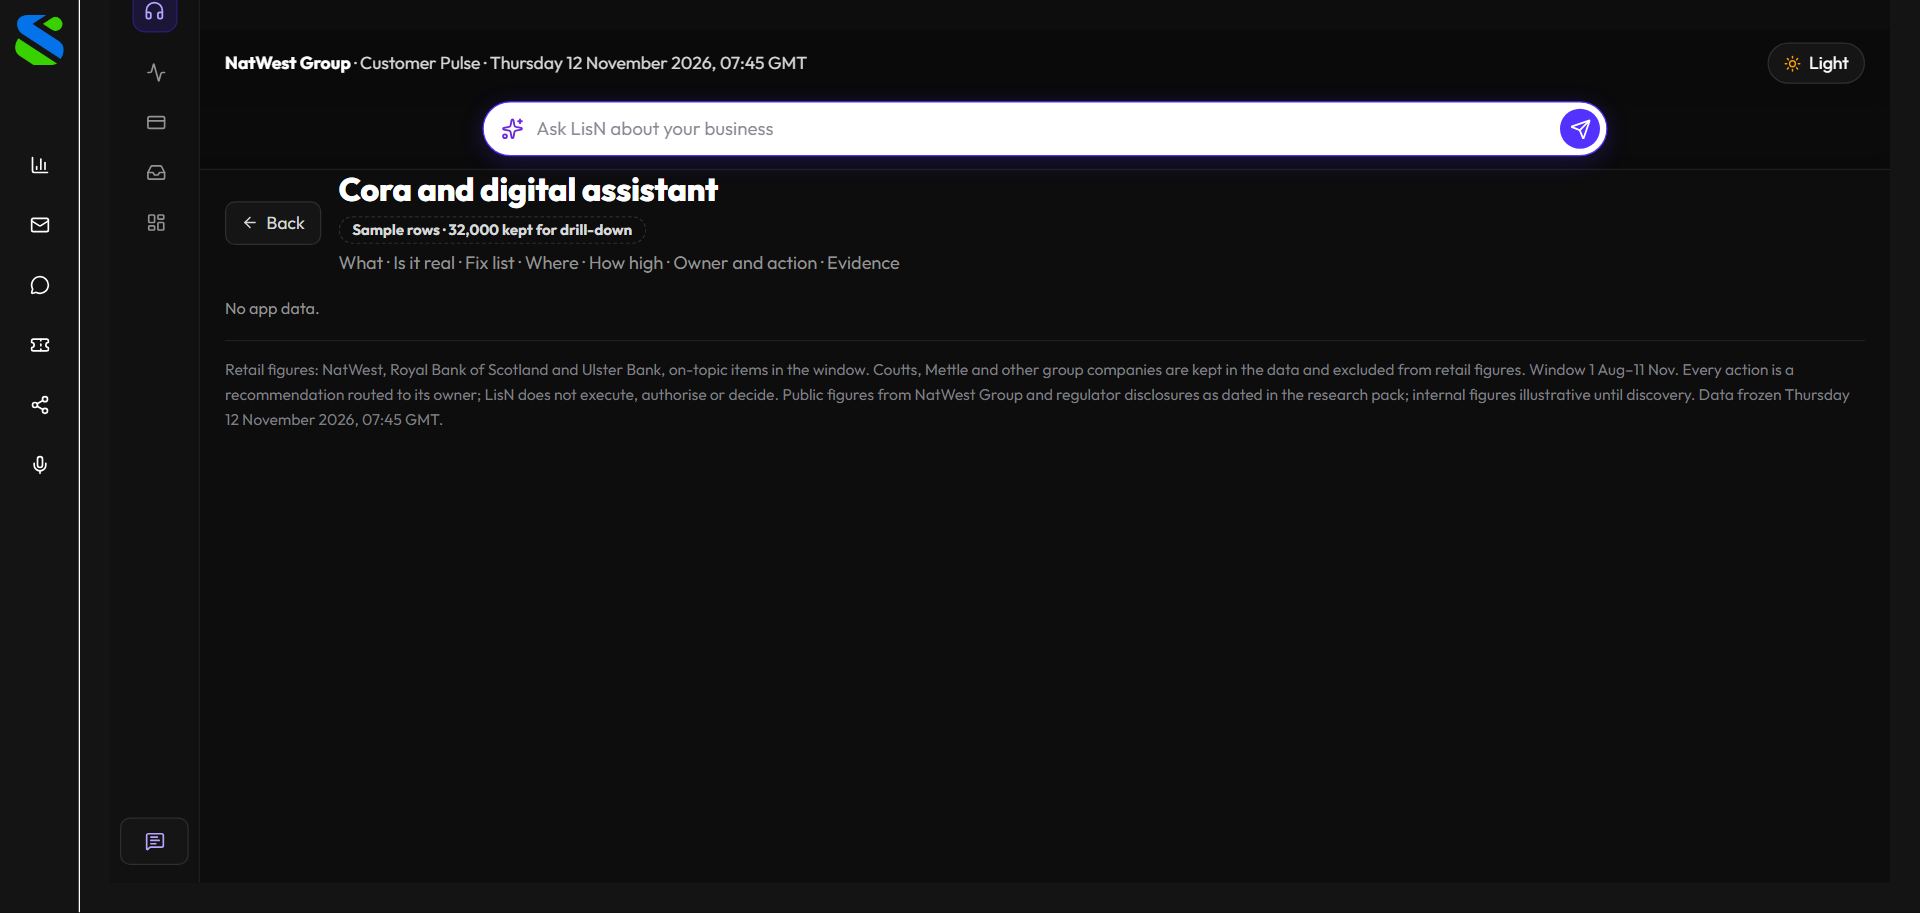 NatWest Group · Customer Pulse · Thursday 12 November 2026, 07:45 GMT
Light
Ask LisN about your business
Cora and digital assistant
Back
Sample rows · 32,000 kept for drill-down
What · Is it real · Fix list · Where · How high · Owner and action · Evidence
No app data.
Retail figures: NatWest, Royal Bank of Scotland and Ulster Bank, on-topic items in the window. Coutts, Mettle and other group companies are kept in the data and excluded from retail figures. Window 1 Aug–11 Nov. Every action is a
recommendation routed to its owner; LisN does not execute, authorise or decide. Public figures from NatWest Group and regulator disclosures as dated in the research pack; internal figures illustrative until discovery. Data frozen Thursday
12 November 2026, 07:45 GMT.